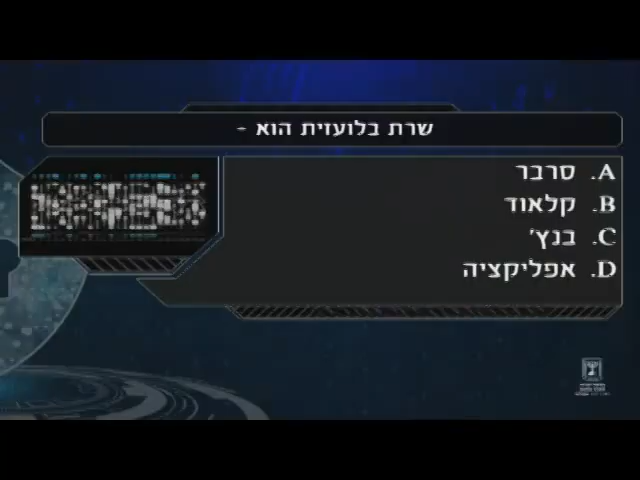 שרת בלועזית הוא -
A. סרבר
B. קלאוד
C. בנץ'
D. אפליקציה